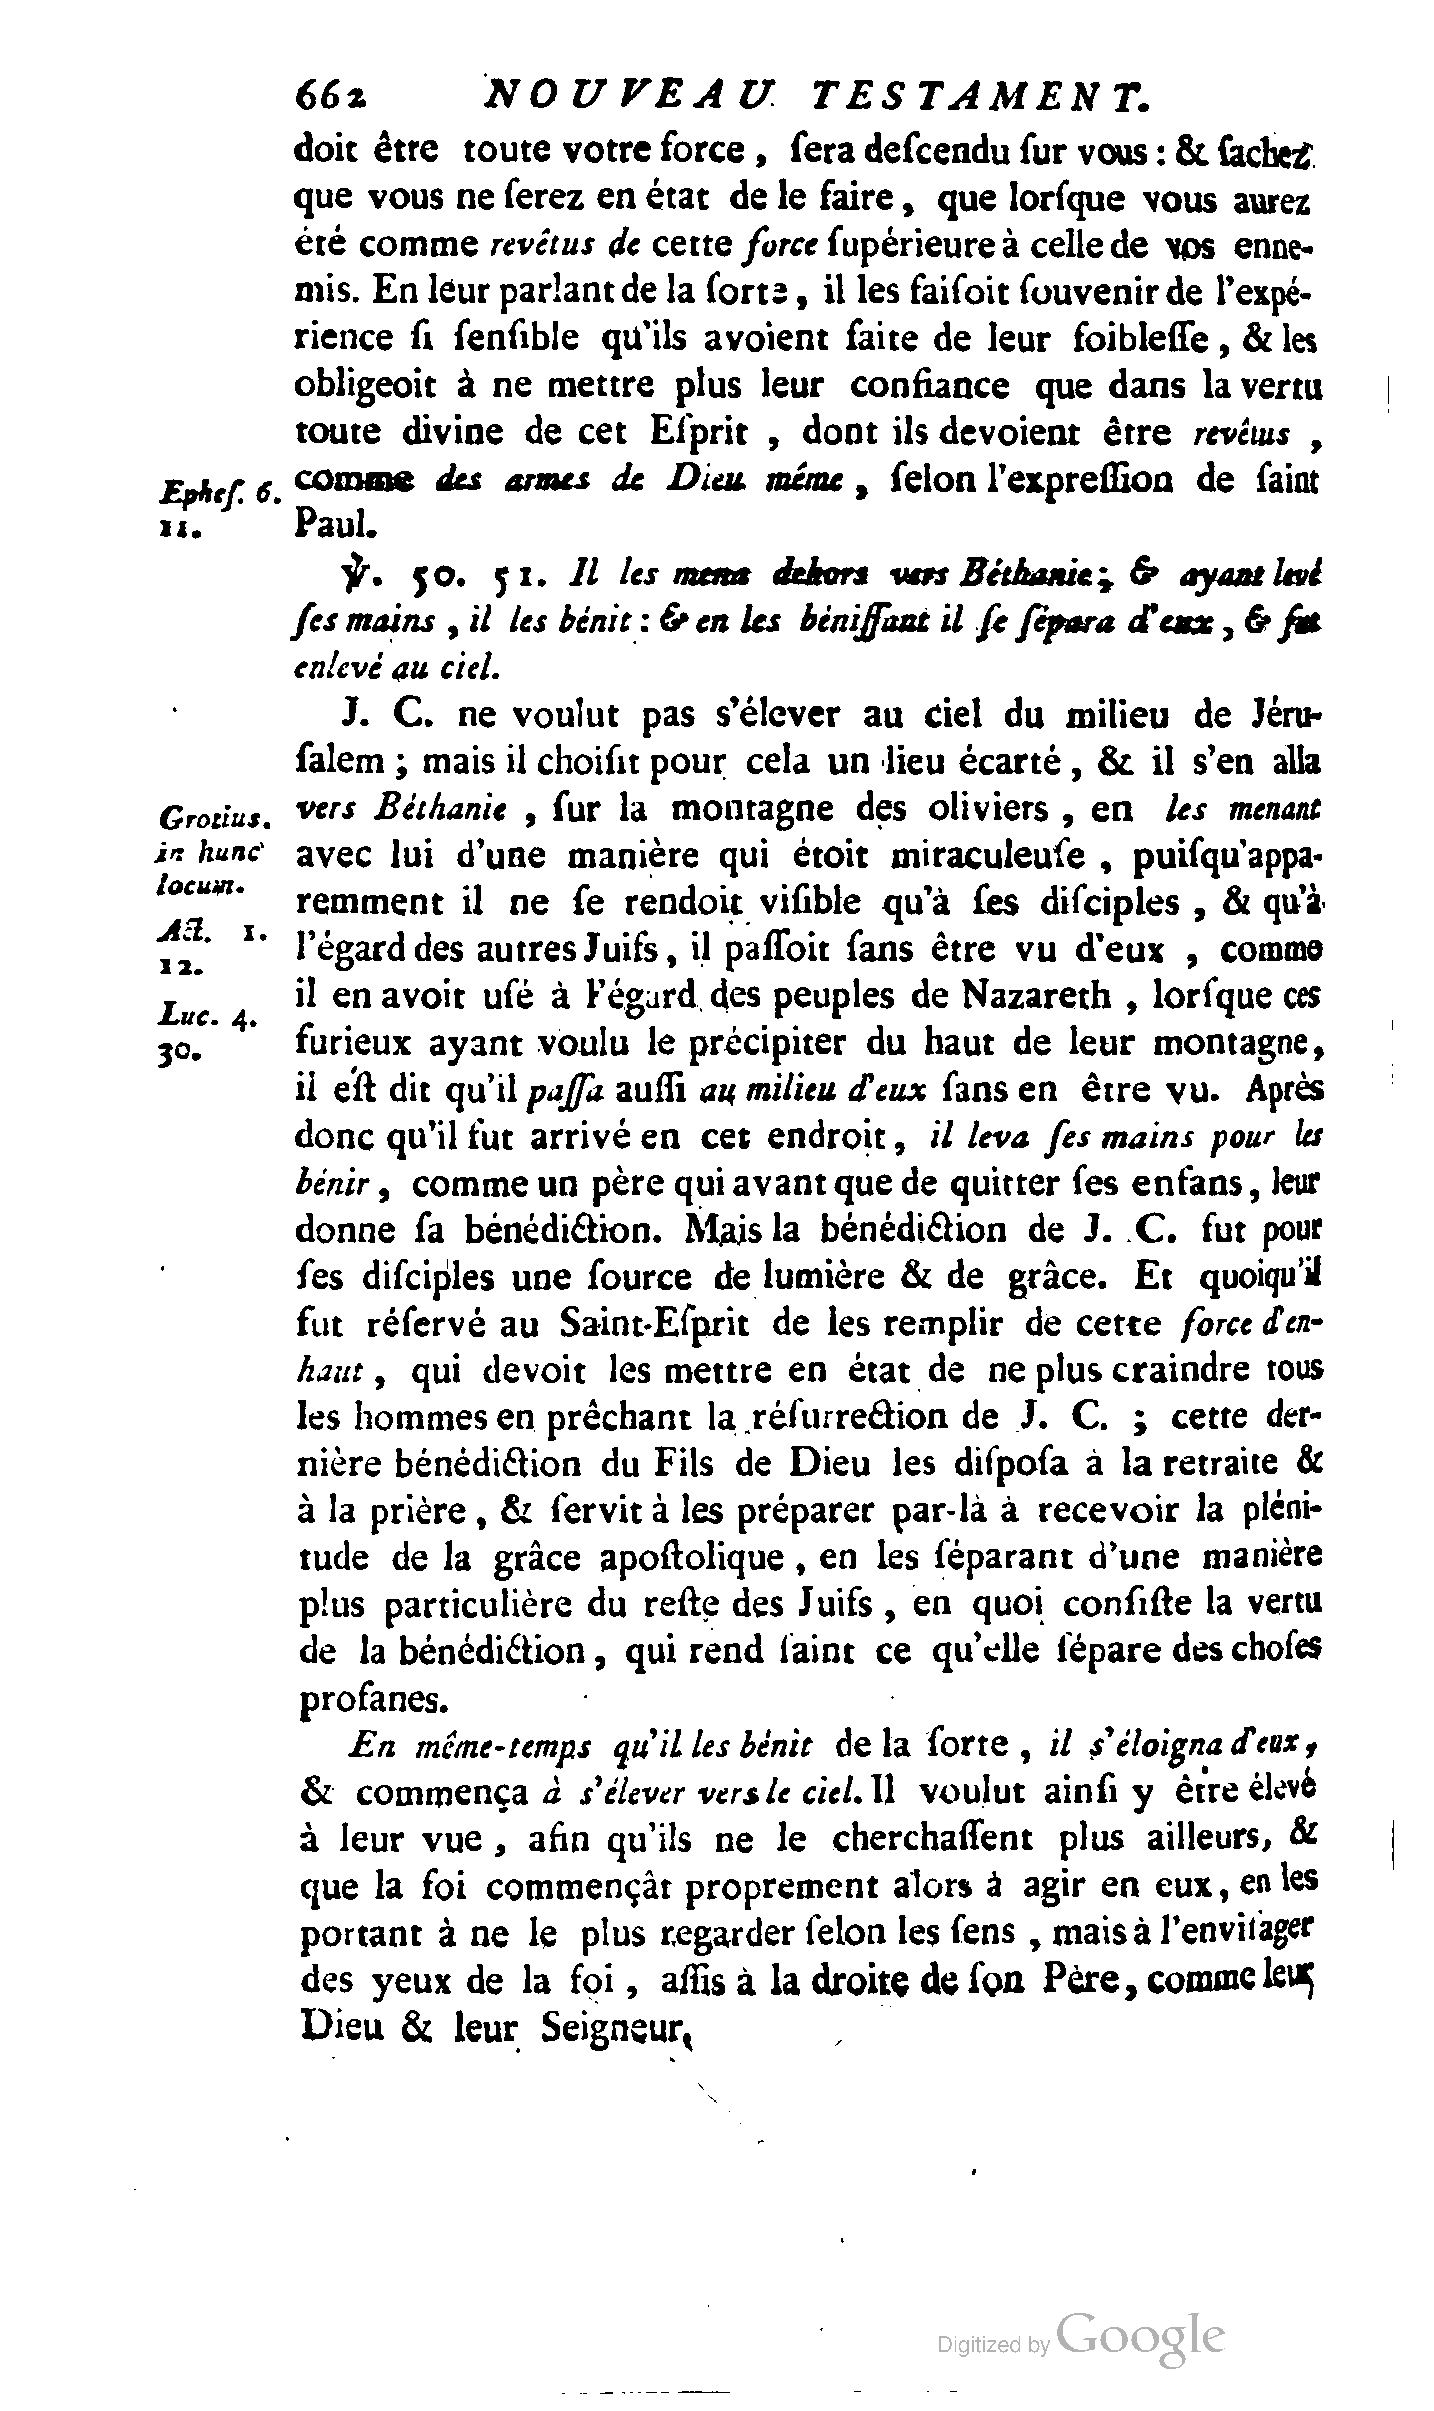 662 NOUVEAU TESTAMENT.
doit être toute votre force, ſera deſcendu ſur vous : & ſachez
que vous ne ſerez en état de le faire, que lorſque vous aurez
été comme revêtus de cette force ſupérieure à celle de vos enne-
mis. En leur parlant de la ſorte, il les faiſoit ſouvenir de l'expé-
rience ſi ſenſible qu'ils avoient faite de leur foibleſſe, & les
obligeoit à ne mettre plus leur confiance que dans la vertu
toute divine de cet Eſprit, dont ils devoient être revêtus,
Epheſ. 6. comme des armes de Dieu même, ſelon l'expreſſion de ſaint
11. Paul.
℣. 50. 51. Il les mena dehors vers Béthanie; & ayant levé
ſes mains, il les bénit : & en les béniſſant il ſe ſépara d'eux, & fut
enlevé au ciel.
J. C. ne voulut pas s'élever au ciel du milieu de Jéru-
ſalem ; mais il choiſit pour cela un lieu écarté, & il s'en alla
Grotius. vers Béthanie, ſur la montagne des oliviers, en les menant
in hunc avec lui d'une manière qui étoit miraculeuſe, puiſqu'appa-
locum. remment il ne ſe rendoit viſible qu'à ſes diſciples, & qu'à
Act. 1. l'égard des autres Juifs, il paſſoit ſans être vu d'eux, comme
12. il en avoit uſé à l'égard des peuples de Nazareth, lorſque ces
Luc. 4. furieux ayant voulu le précipiter du haut de leur montagne,
30. il eſt dit qu'il paſſa auſſi au milieu d'eux ſans en être vu. Après
donc qu'il fut arrivé en cet endroit, il leva ſes mains pour les
bénir, comme un père qui avant que de quitter ſes enfans, leur
donne ſa bénédiction. Mais la bénédiction de J. C. fut pour
ſes diſciples une ſource de lumière & de grâce. Et quoiqu'il
fut réſervé au Saint-Eſprit de les remplir de cette force d'en-
haut, qui devoit les mettre en état de ne plus craindre tous
les hommes en prêchant la réſurrection de J. C. ; cette der-
nière bénédiction du Fils de Dieu les diſpoſa à la retraite &
à la prière, & ſervit à les préparer par-là à recevoir la pléni-
tude de la grâce apoſtolique, en les ſéparant d'une manière
plus particulière du reſte des Juifs, en quoi conſiſte la vertu
de la bénédiction, qui rend ſaint ce qu'elle ſépare des choſes
profanes.
En même-temps qu'il les bénit de la ſorte, il s'éloigna d'eux,
& commença à s'élever vers le ciel. Il voulut ainſi y être élevé
à leur vue, afin qu'ils ne le cherchaſſent plus ailleurs, &
que la foi commençât proprement alors à agir en eux, en les
portant à ne le plus regarder ſelon les ſens, mais à l'enviſager
des yeux de la foi, aſſis à la droite de ſon Père, comme leur
Dieu & leur Seigneur.
Digitized by Google